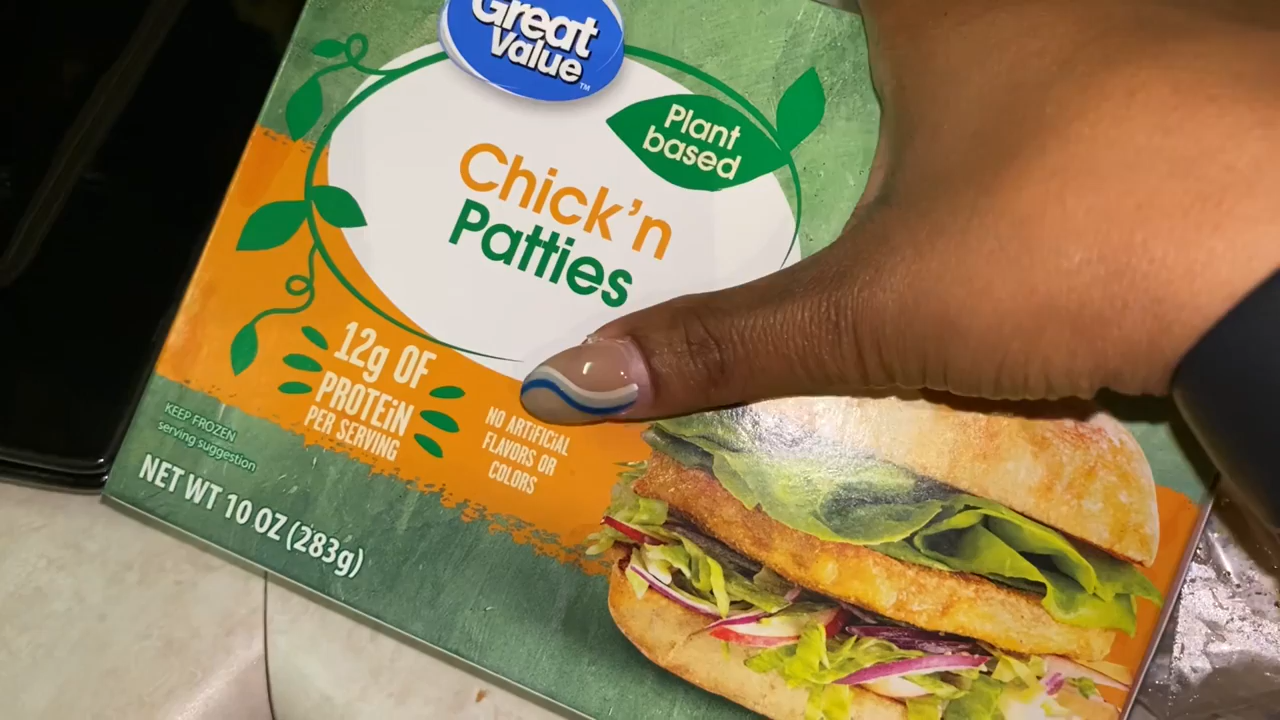 Great
Value
TM
Plant
based
Chick'n
Patties
12g OF
PROTEIN
PER SERVING
NO ARTIFICIAL
FLAVORS OR
COLORS
KEEP FROZEN
serving suggestion
NET WT 10 OZ (283g)